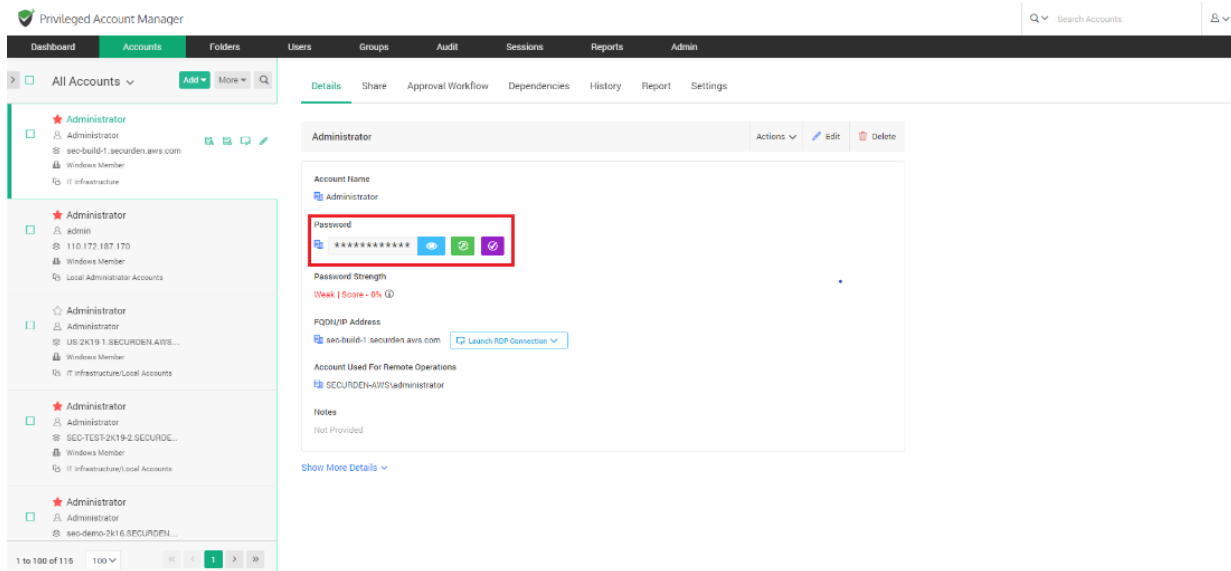 Privileged Account Manager
Search Accounts
Dashboard Accounts Folders Users Groups Audit Sessions Reports Admin
All Accounts
Add
More
Administrator
Administrator
sec-build-1.securden.aws.com
Windows Member
IT Infrastructure
Administrator
admin
110.172.187.170
Windows Member
Local Administrator Accounts
Administrator
Administrator
US-2K19-1.SECURDEN.AWS...
Windows Member
IT Infrastructure/Local Accounts
Administrator
Administrator
SEC-TEST-2K19-2.SECURDE...
Windows Member
IT Infrastructure/Local Accounts
Administrator
Administrator
sec-demo-2k16.SECURDEN....
1 to 100 of 115
100
« < 1 > »
Details Share Approval Workflow Dependencies History Report Settings
Administrator
Actions
Edit
Delete
Account Name
Administrator
Password
************
Password Strength
Weak | Score - 0%
FQDN/IP Address
sec-build-1.securden.aws.com
Launch RDP Connection
Account Used For Remote Operations
SECURDEN-AWS\administrator
Notes
Not Provided
Show More Details